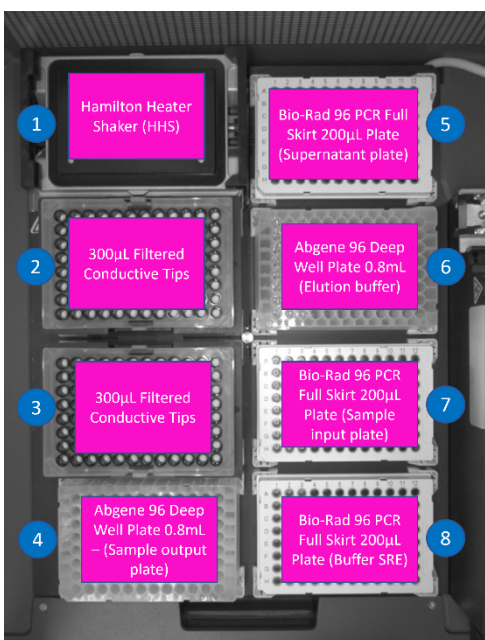 1
Hamilton Heater
Shaker (HHS)
2
300µL Filtered
Conductive Tips
3
300µL Filtered
Conductive Tips
4
Abgene 96 Deep
Well Plate 0.8mL
– (Sample output
plate)
5
Bio-Rad 96 PCR Full
Skirt 200µL Plate
(Supernatant plate)
6
Abgene 96 Deep
Well Plate 0.8mL
(Elution buffer)
7
Bio-Rad 96 PCR
Full Skirt 200µL
Plate (Sample
input plate)
8
Bio-Rad 96 PCR
Full Skirt 200µL
Plate (Buffer SRE)